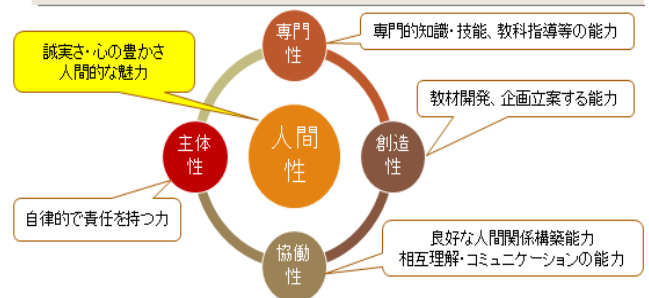 専門
性
専門的知識・技能、教科指導等の能力
誠実さ・心の豊かさ
人間的な魅力
教材開発、企画立案する能力
人間
性
主体
性
創造
性
自律的で責任を持つ力
協働
性
良好な人間関係構築能力
相互理解・コミュニケーションの能力